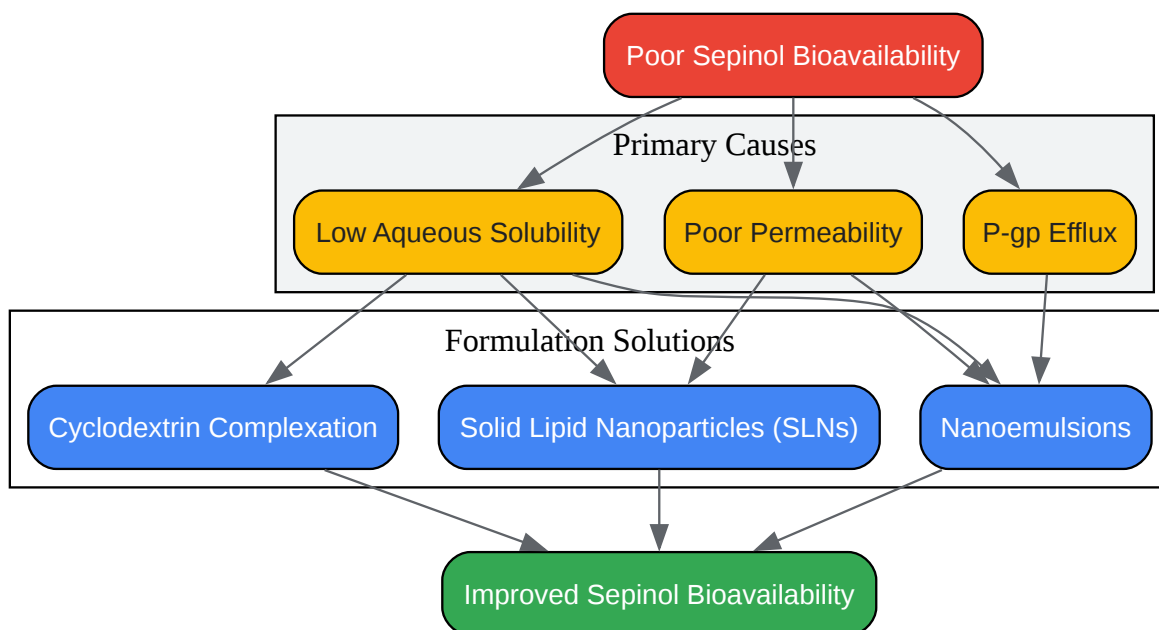 Poor Sepinol Bioavailability
Primary Causes
Low Aqueous Solubility
Poor Permeability
P-gp Efflux
Formulation Solutions
Cyclodextrin Complexation
Solid Lipid Nanoparticles (SLNs)
Nanoemulsions
Improved Sepinol Bioavailability